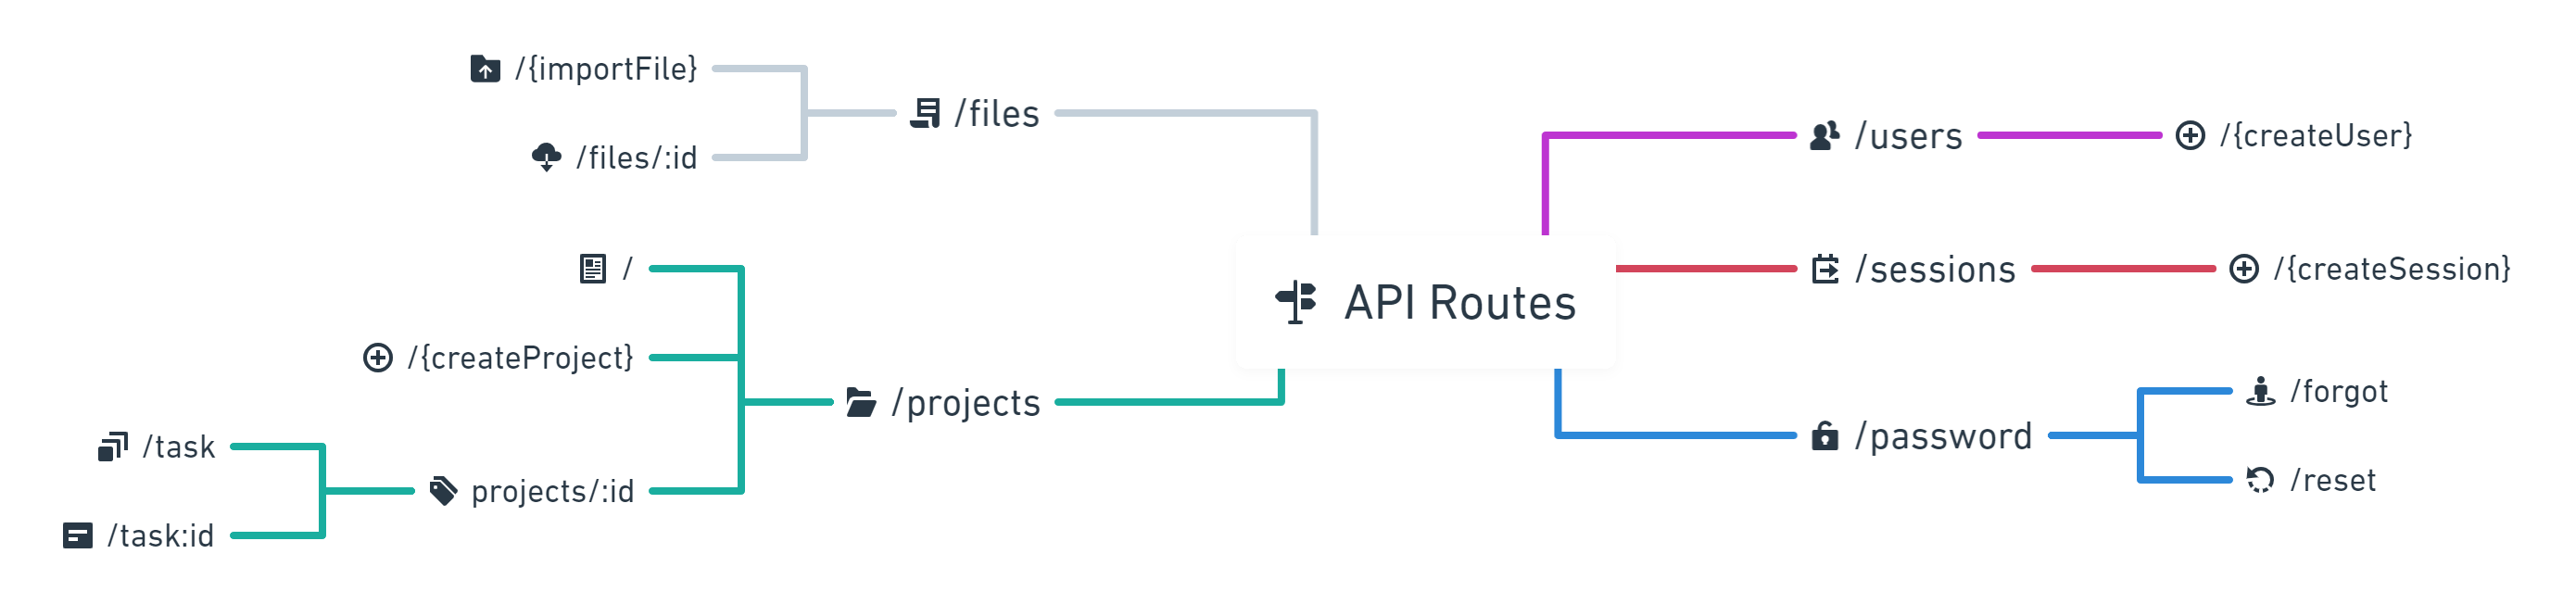 API Routes
/files
/{importFile}
/files/:id
/projects
/
/{createProject}
projects/:id
/task
/task:id
/users
/{createUser}
/sessions
/{createSession}
/password
/forgot
/reset